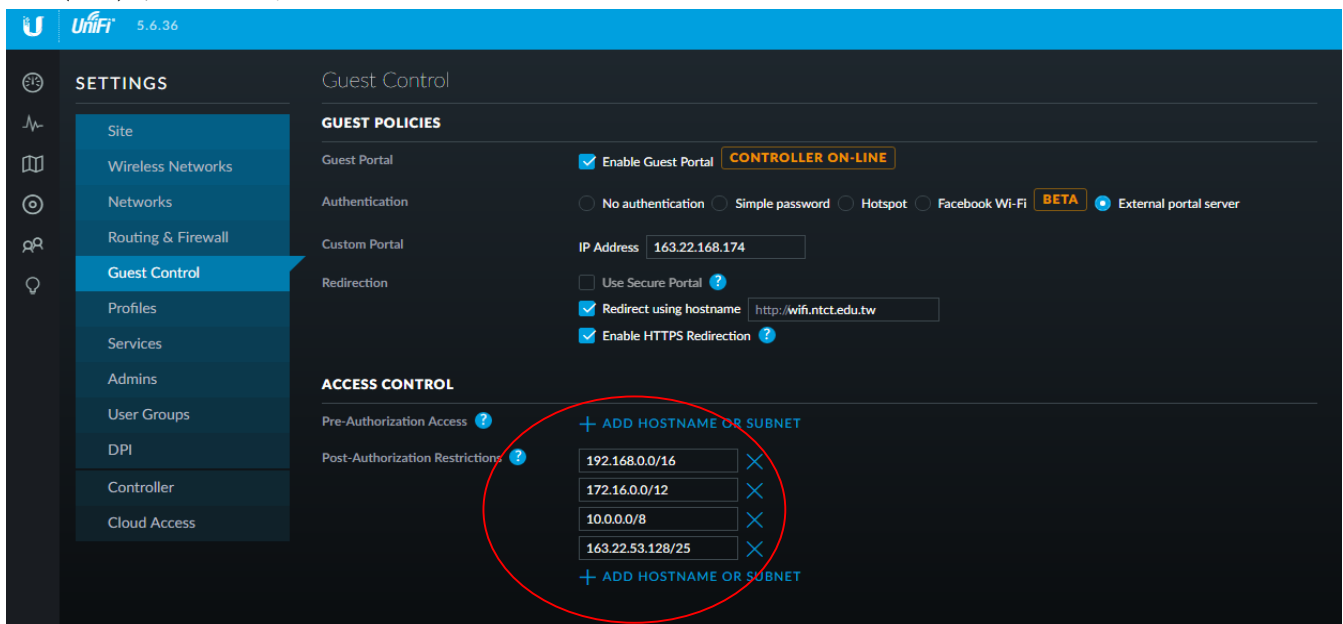 UniFi 5.6.36
SETTINGS
Site
Wireless Networks
Networks
Routing & Firewall
Guest Control
Profiles
Services
Admins
User Groups
DPI
Controller
Cloud Access
Guest Control
GUEST POLICIES
Guest Portal Enable Guest Portal CONTROLLER ON-LINE
Authentication No authentication Simple password Hotspot Facebook Wi-Fi BETA External portal server
Custom Portal IP Address 163.22.168.174
Redirection Use Secure Portal ?
Redirect using hostname http://wifi.ntct.edu.tw
Enable HTTPS Redirection ?
ACCESS CONTROL
Pre-Authorization Access ? + ADD HOSTNAME OR SUBNET
Post-Authorization Restrictions ? 192.168.0.0/16
172.16.0.0/12
10.0.0.0/8
163.22.53.128/25
+ ADD HOSTNAME OR SUBNET